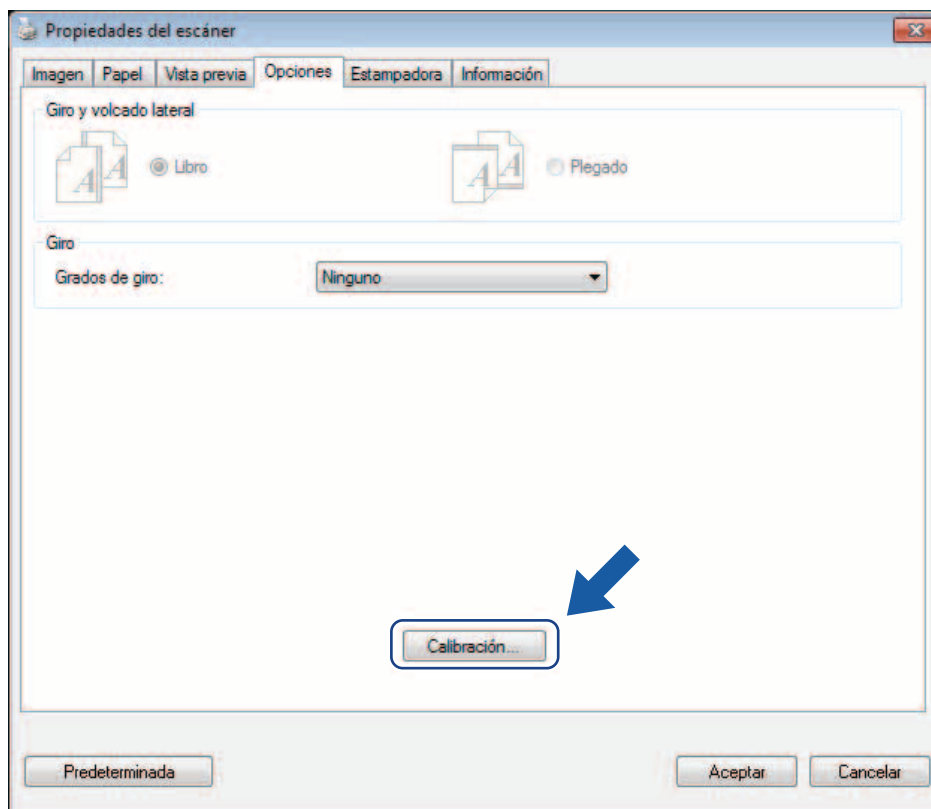 Propiedades del escáner
Imagen Papel Vista previa Opciones Estampadora Información
Giro y volcado lateral
A A Libro A A Plegado
Giro
Grados de giro: Ninguno
Calibración...
Predeterminada Aceptar Cancelar